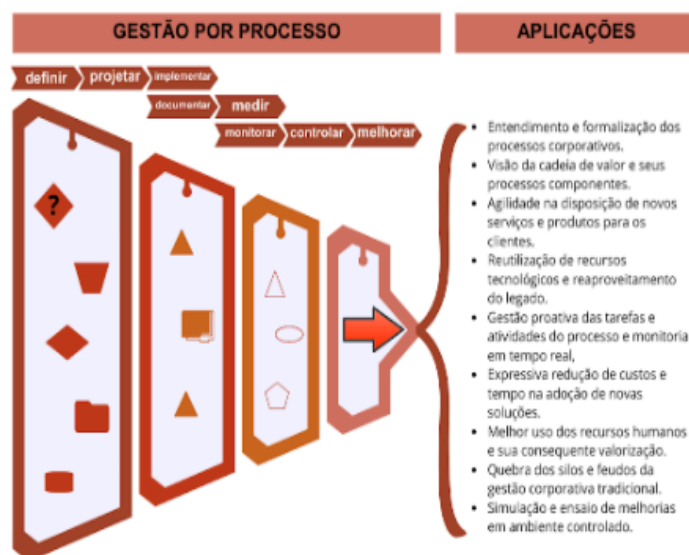 GESTÃO POR PROCESSO
APLICAÇÕES
definir projetar implementar
documentar medir
monitorar controlar melhorar
?
• Entendimento e formalização dos
processos corporativos.
• Visão da cadeia de valor e seus
processos componentes.
• Agilidade na disposição de novos
serviços e produtos para os
clientes.
• Reutilização de recursos
tecnológicos e reaproveitamento
do legado.
• Gestão proativa das tarefas e
atividades do processo e monitoria
em tempo real,
• Expressiva redução de custos e
tempo na adoção de novas
soluções.
• Melhor uso dos recursos humanos
e sua consequente valorização.
• Quebra dos silos e feudos da
gestão corporativa tradicional.
• Simulação e ensaio de melhorias
em ambiente controlado.